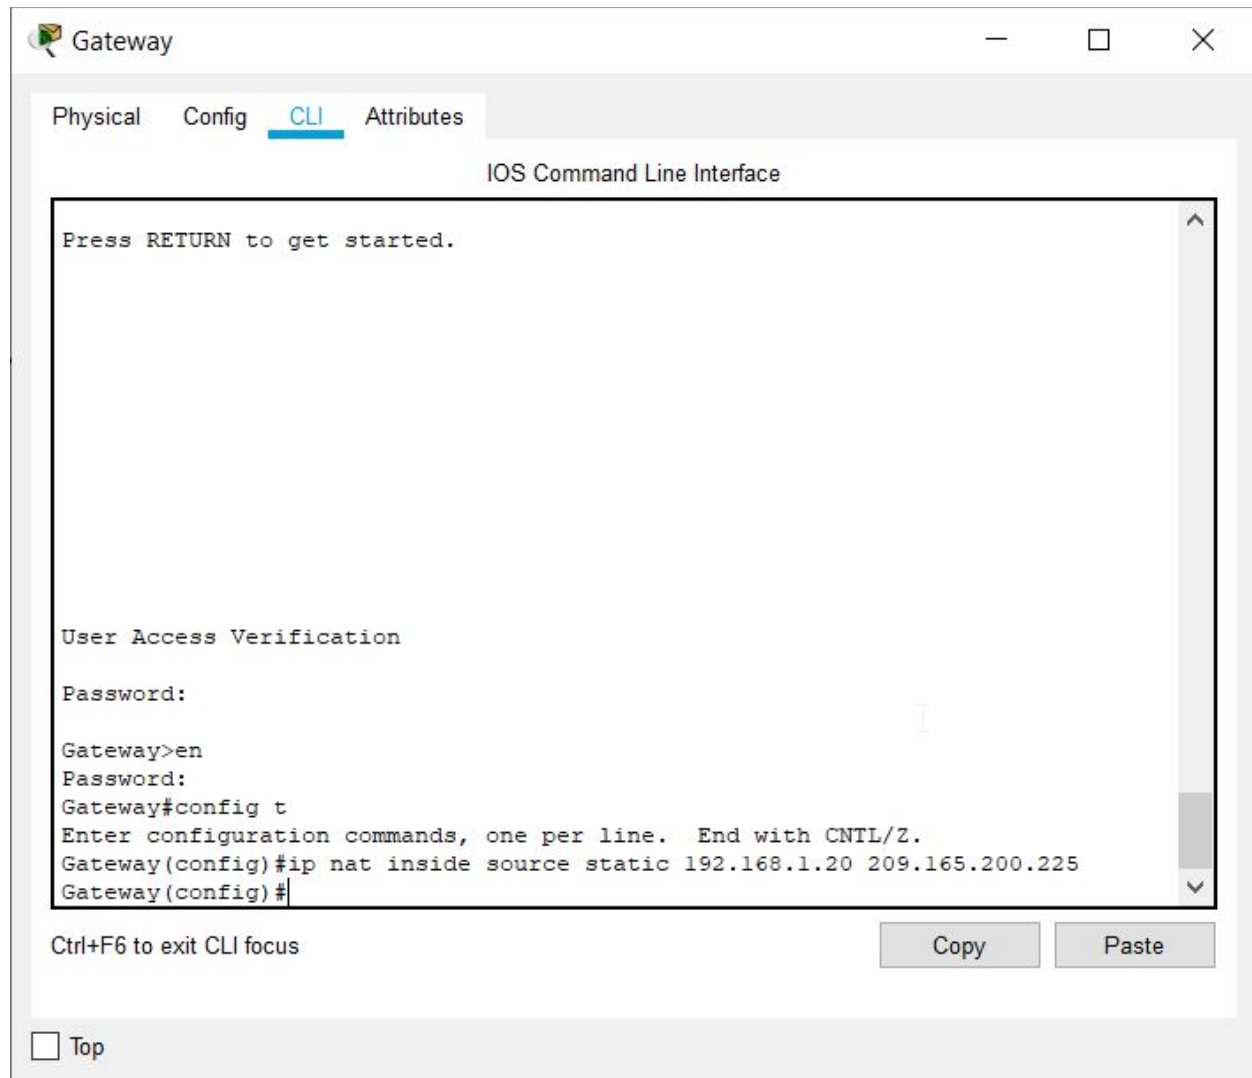 Gateway
Physical Config CLI Attributes
IOS Command Line Interface
Press RETURN to get started.
User Access Verification
Password:
Gateway>en
Password:
Gateway#config t
Enter configuration commands, one per line.  End with CNTL/Z.
Gateway(config)#ip nat inside source static 192.168.1.20 209.165.200.225
Gateway(config)#
Ctrl+F6 to exit CLI focus
Copy Paste
Top